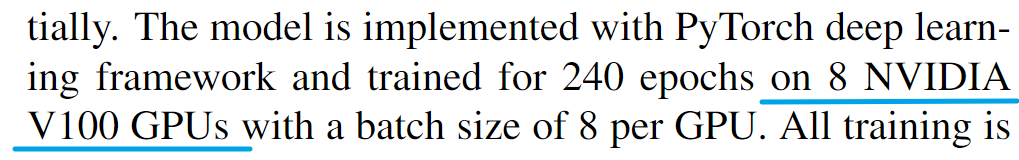 tially. The model is implemented with PyTorch deep learn-
ing framework and trained for 240 epochs on 8 NVIDIA
V100 GPUs with a batch size of 8 per GPU. All training is